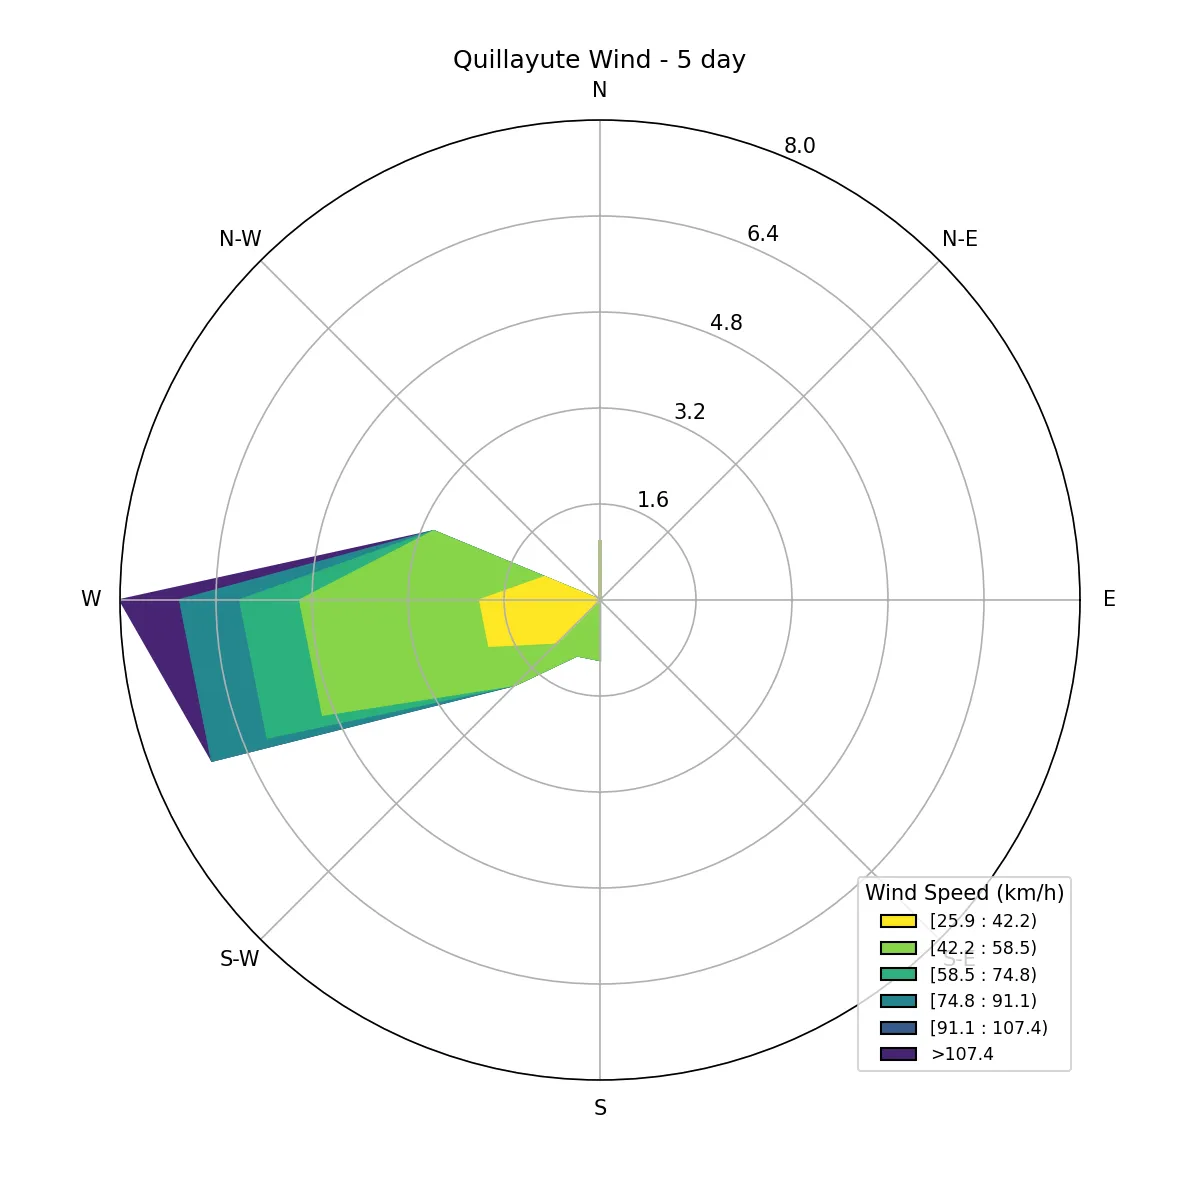 Quillayute Wind - 5 day
N
8.0
N-W
6.4
N-E
4.8
3.2
1.6
W
E
S-W
S-E
S
Wind Speed (km/h)
[25.9 : 42.2)
[42.2 : 58.5)
[58.5 : 74.8)
[74.8 : 91.1)
[91.1 : 107.4)
>107.4